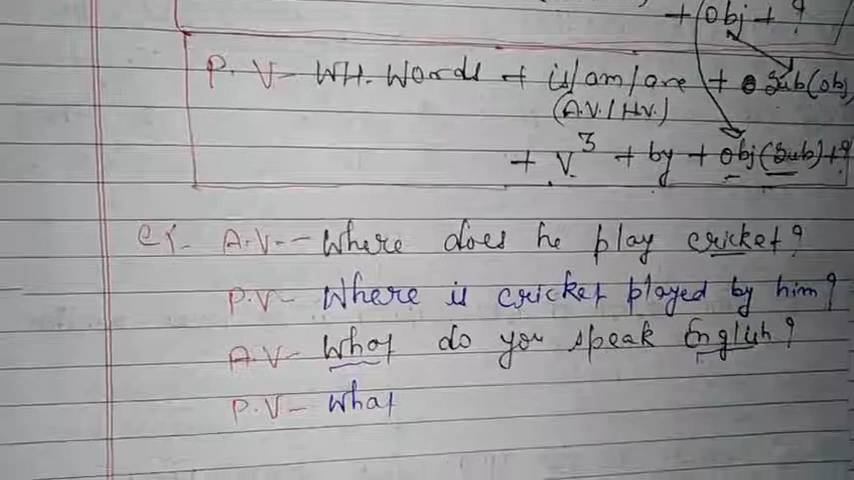 + (Obj + ?
P. V- WH. Words + is/am/are + Sub(obj)
(A.V./H.V.)
+ V³ + by + obj(Sub)+?
ex. A.V.- Where does he play cricket?
P.V- Where is cricket played by him?
A.V- What do you speak English?
P.V- What